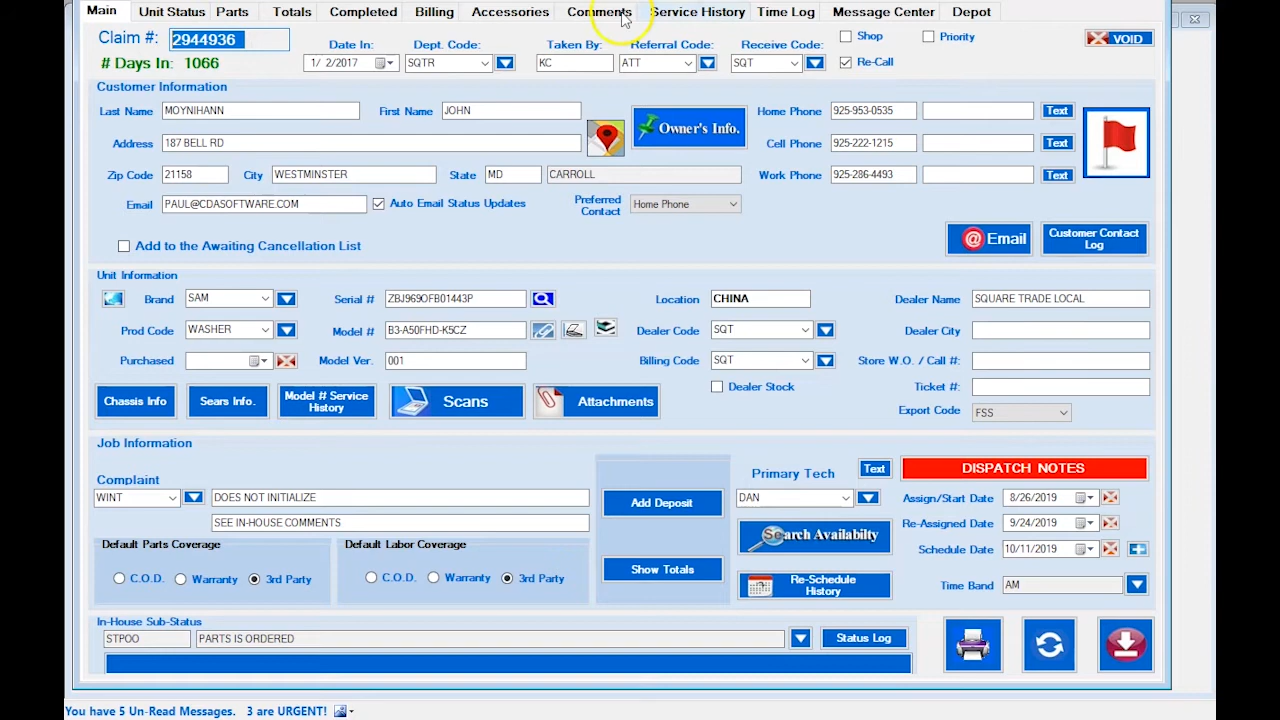 Main Unit Status Parts Totals Completed Billing Accessories Comments Service History Time Log Message Center Depot
Claim #: 2944936
# Days In: 1066
Date In: 1/ 2/2017
Dept. Code: SQTR
Taken By: KC
Referral Code: ATT
Receive Code: SQT
Shop
Priority
Re-Call
VOID
Customer Information
Last Name MOYNIHANN First Name JOHN
Address 187 BELL RD
Zip Code 21158 City WESTMINSTER State MD CARROLL
Email PAUL@CDASOFTWARE.COM Auto Email Status Updates
Preferred Contact Home Phone
Owner's Info.
Home Phone 925-953-0535 Text
Cell Phone 925-222-1215 Text
Work Phone 925-286-4493 Text
Add to the Awaiting Cancellation List
@ Email
Customer Contact Log
Unit Information
Brand SAM Serial # ZBJ969OFB01443P Location CHINA Dealer Name SQUARE TRADE LOCAL
Prod Code WASHER Model # B3-A50FHD-K5CZ Dealer Code SQT Dealer City
Purchased Model Ver. 001 Billing Code SQT Store W.O. / Call #:
Dealer Stock Ticket #:
Export Code FSS
Chassis Info Sears Info. Model # Service History Scans Attachments
Job Information
Complaint
WINT DOES NOT INITIALIZE
SEE IN-HOUSE COMMENTS
Default Parts Coverage
C.O.D. Warranty 3rd Party
Default Labor Coverage
C.O.D. Warranty 3rd Party
Add Deposit
Show Totals
Primary Tech Text
DAN
Search Availabilty
Re-Schedule History
DISPATCH NOTES
Assign/Start Date 8/26/2019
Re-Assigned Date 9/24/2019
Schedule Date 10/11/2019
Time Band AM
In-House Sub-Status
STPOO PARTS IS ORDERED Status Log
You have 5 Un-Read Messages. 3 are URGENT!